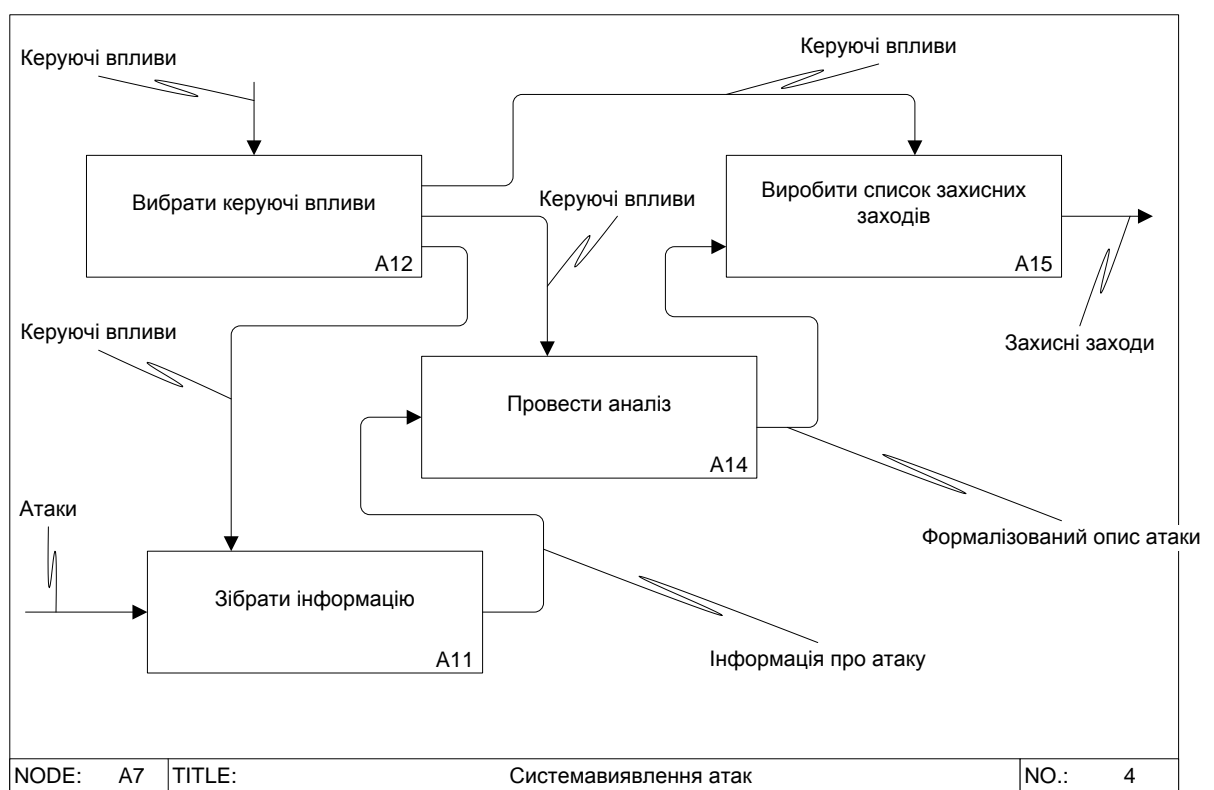 Керуючі впливи
Керуючі впливи
Вибрати керуючі впливи
A12
Керуючі впливи
Виробити список захисних
заходів
A15
Керуючі впливи
Захисні заходи
Провести аналіз
A14
Атаки
Формалізований опис атаки
Зібрати інформацію
A11
Інформація про атаку
NODE: A7 TITLE: Системавиявлення атак NO.: 4